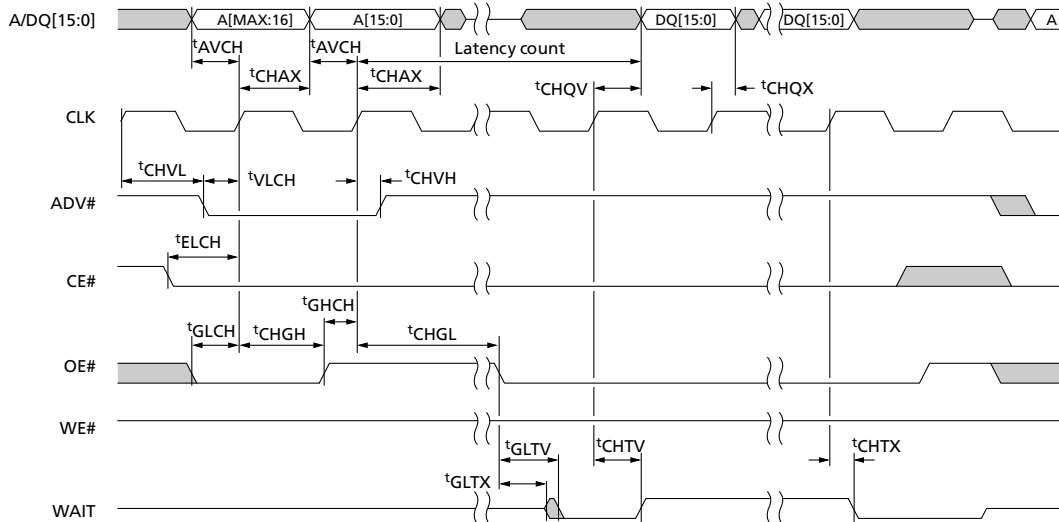 A/DQ[15:0] A[MAX:16] A[15:0] DQ[15:0] DQ[15:0] A
tAVCH tAVCH Latency count
tCHAX tCHAX tCHQV tCHQX
CLK
tCHVL tVLCH tCHVH
ADV#
tELCH
CE#
tGHCH
tGLCH tCHGH tCHGL
OE#
WE#
tGLTV tCHTV tCHTX
tGLTX
WAIT